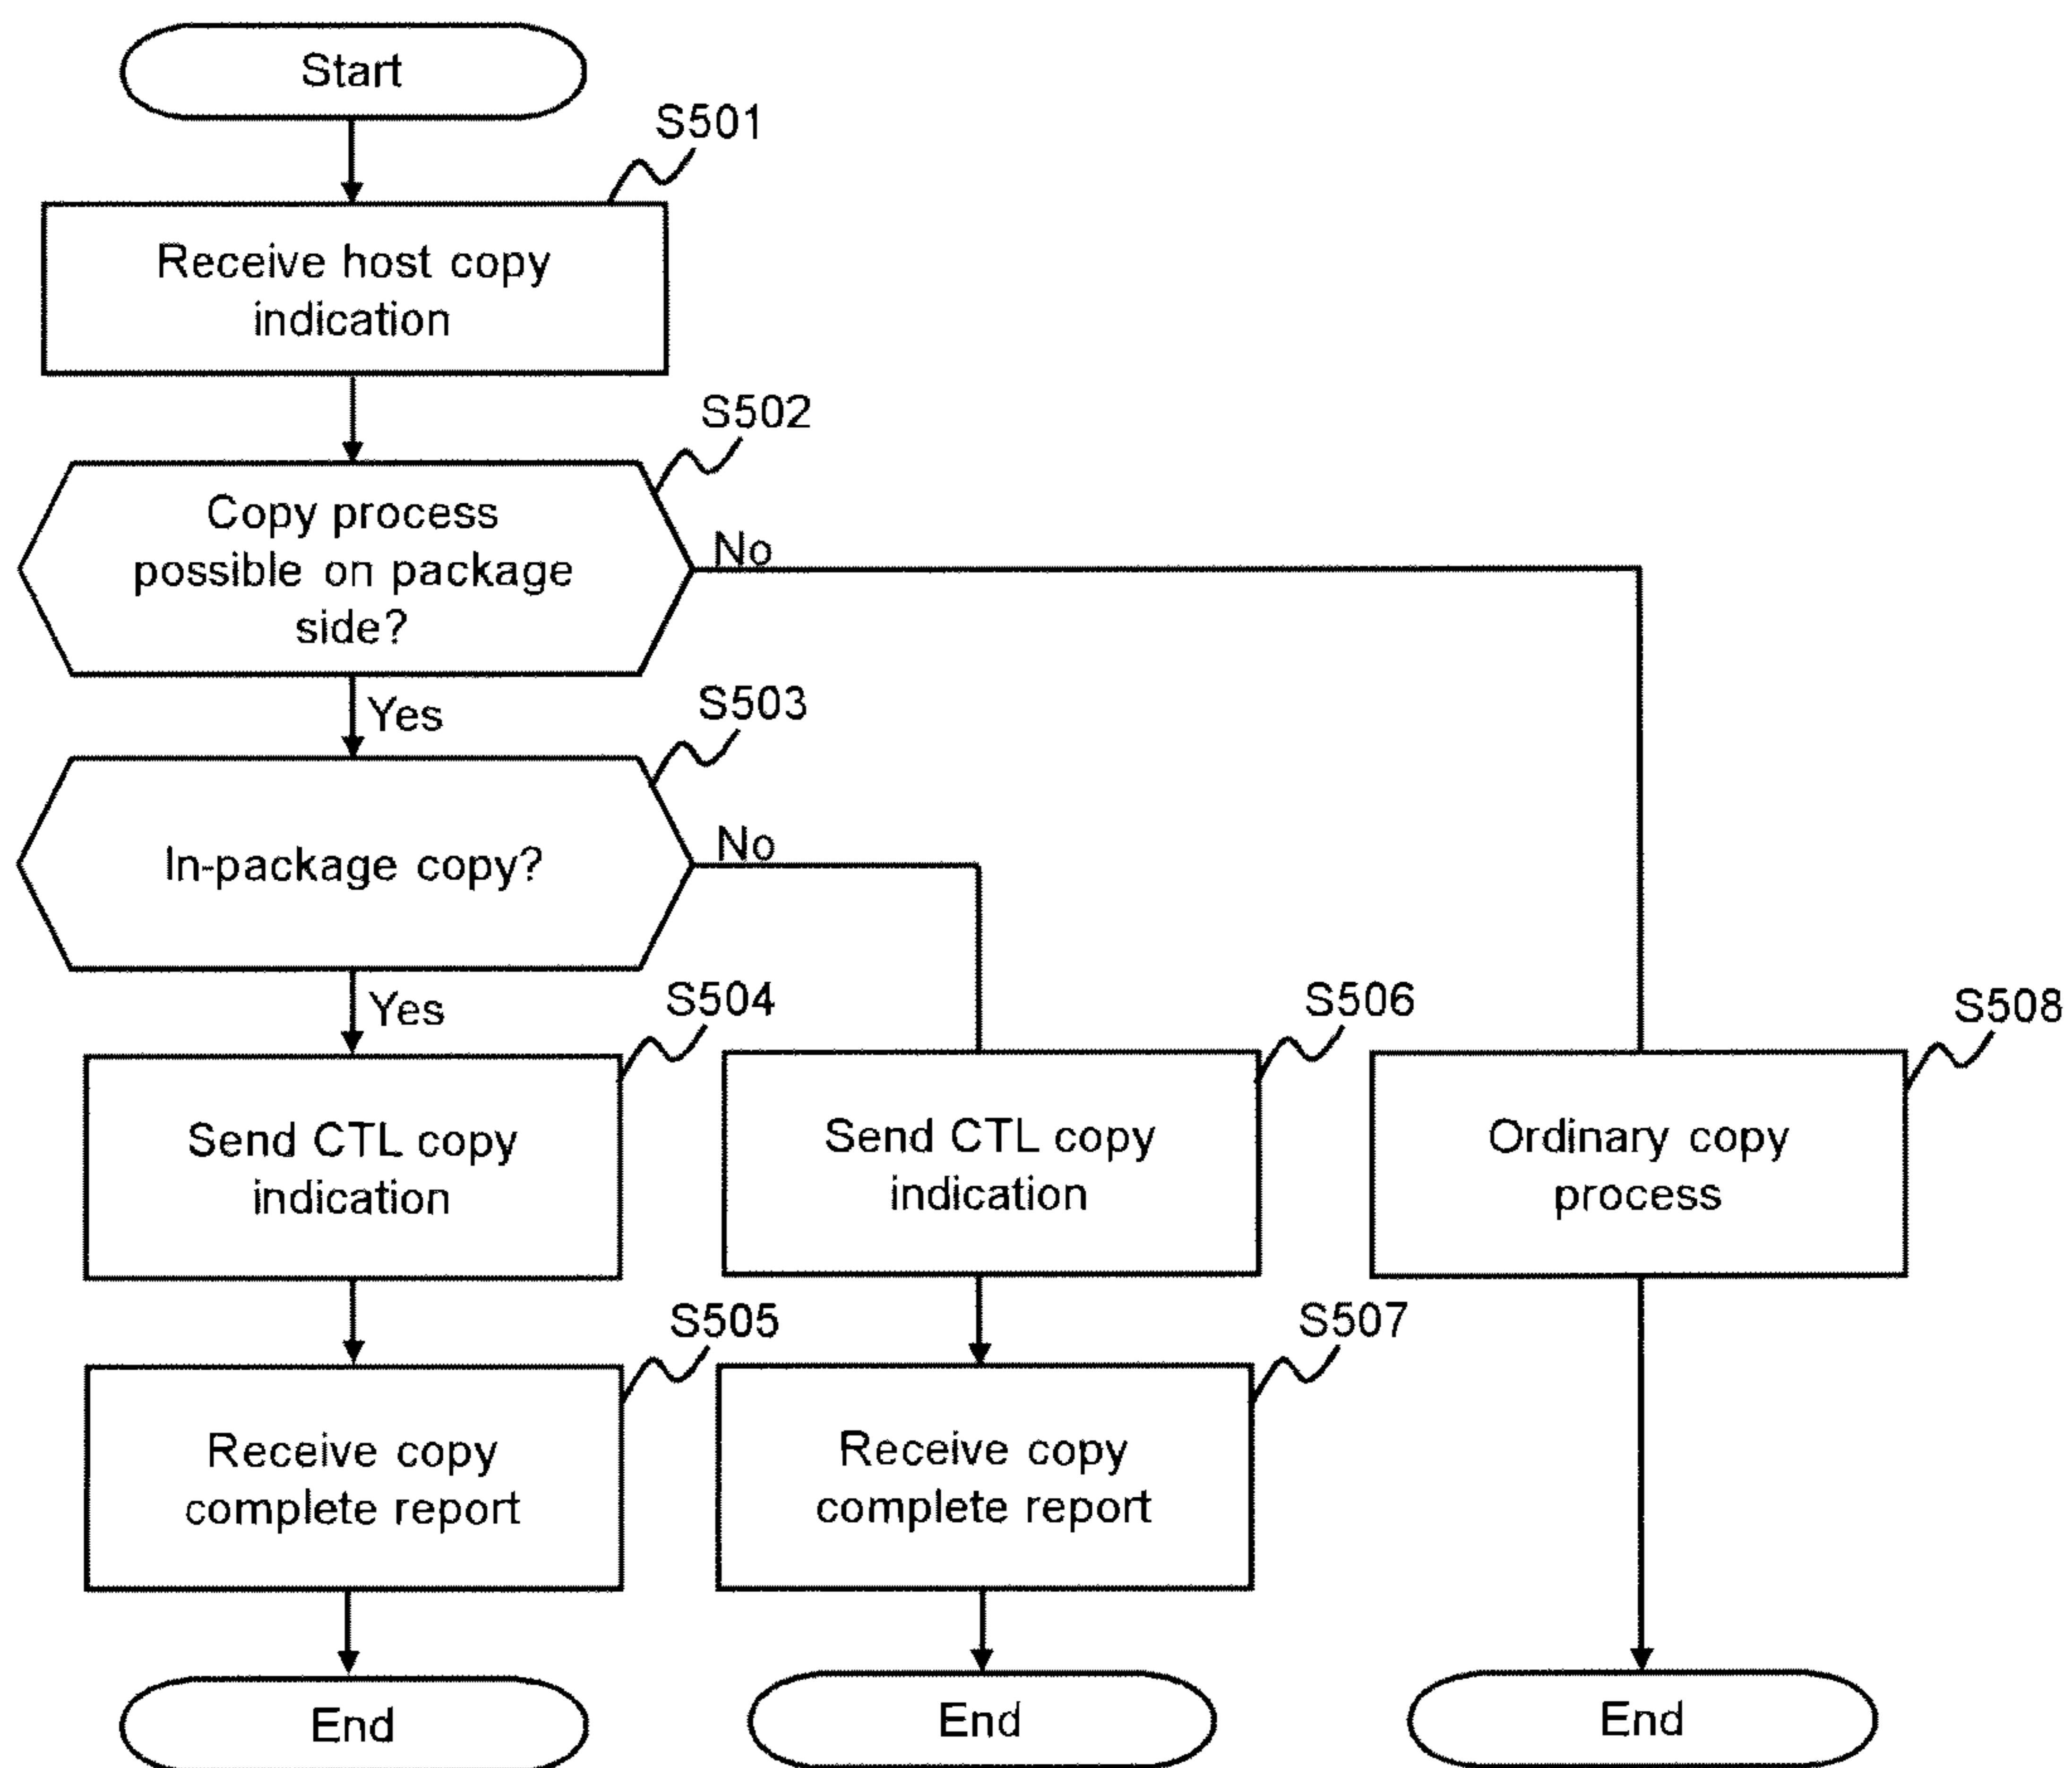 Start
S501
Receive host copy
indication
S502
Copy process
possible on package
side?
No
Yes
S503
In-package copy?
No
Yes
S504
Send CTL copy
indication
S506
Send CTL copy
indication
S508
Ordinary copy
process
S505
Receive copy
complete report
S507
Receive copy
complete report
End
End
End